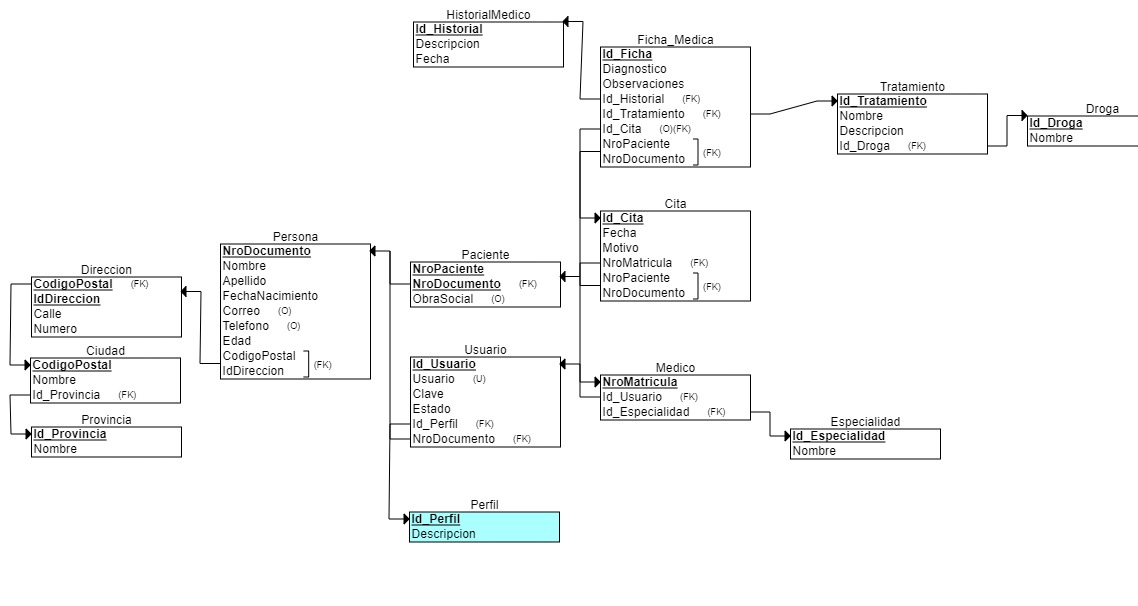 HistorialMedico
Id_Historial
Descripcion
Fecha
Ficha_Medica
Id_Ficha
Diagnostico
Observaciones
Id_Historial (FK)
Id_Tratamiento (FK)
Id_Cita (O)(FK)
NroPaciente
NroDocumento
(FK)
Tratamiento
Id_Tratamiento
Nombre
Descripcion
Id_Droga (FK)
Droga
Id_Droga
Nombre
Cita
Id_Cita
Fecha
Motivo
NroMatricula (FK)
NroPaciente
NroDocumento
(FK)
Persona
NroDocumento
Nombre
Apellido
FechaNacimiento
Correo (O)
Telefono (O)
Edad
CodigoPostal
IdDireccion
(FK)
Paciente
NroPaciente
NroDocumento (FK)
ObraSocial (O)
Direccion
CodigoPostal (FK)
IdDireccion
Calle
Numero
Ciudad
CodigoPostal
Nombre
Id_Provincia (FK)
Provincia
Id_Provincia
Nombre
Usuario
Id_Usuario
Usuario (U)
Clave
Estado
Id_Perfil (FK)
NroDocumento (FK)
Medico
NroMatricula
Id_Usuario (FK)
Id_Especialidad (FK)
Especialidad
Id_Especialidad
Nombre
Perfil
Id_Perfil
Descripcion